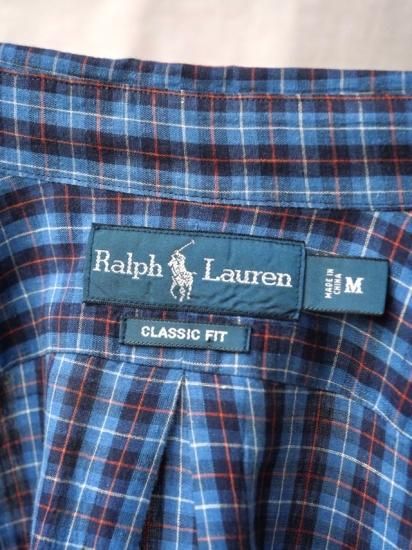 Ralph Lauren
MADE IN
CHINA
M
CLASSIC FIT